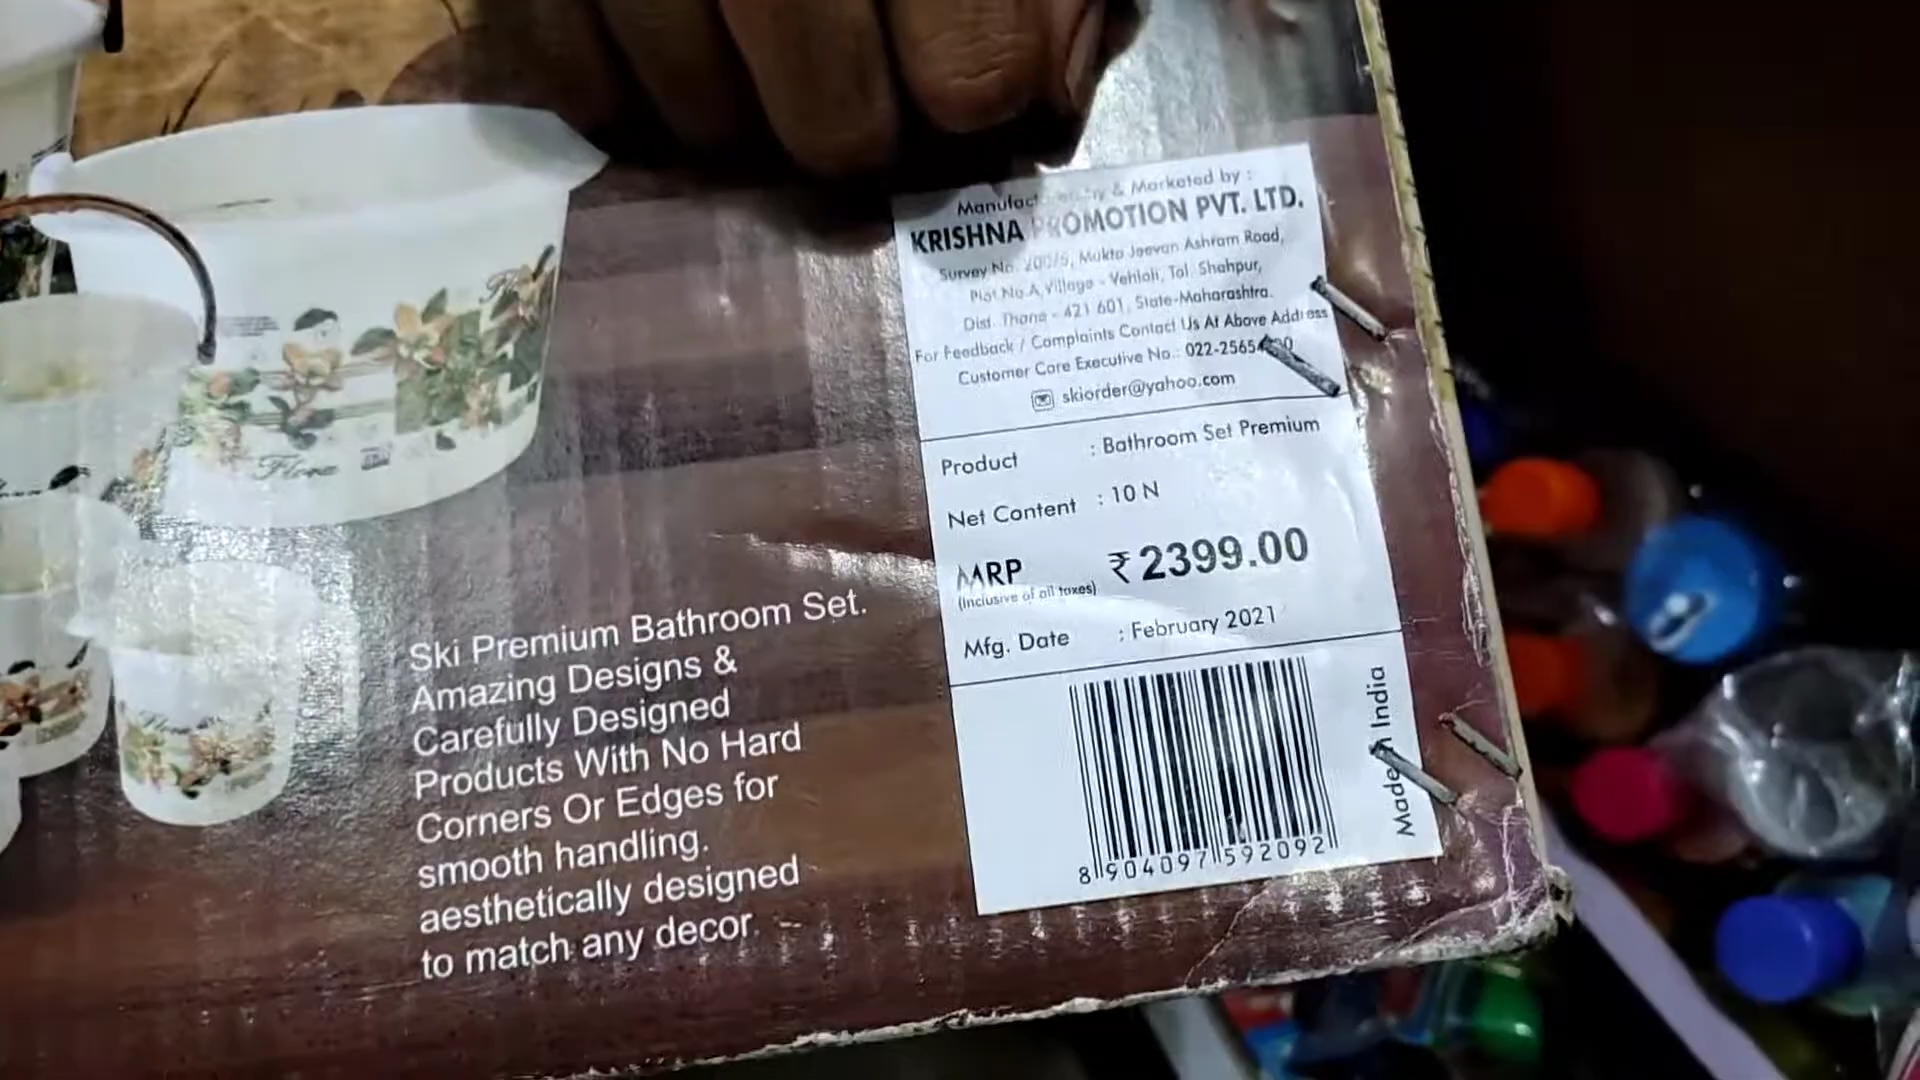 Flora
Ski Premium Bathroom Set.
Amazing Designs &
Carefully Designed
Products With No Hard
Corners Or Edges for
smooth handling.
aesthetically designed
to match any decor.
& Marketed by :
KRISHNA PROMOTION PVT. LTD.
Survey No. 200/5, Mukta Jeevan Ashram Road,
Plot No.A, Village - Vehloli, Tal. Shahpur,
Dist. Thane - 421 601, State-Maharashtra.
For Feedback / Complaints Contact Us At Above Address
Customer Care Executive No.: 022-2565
skiorder@yahoo.com
Product : Bathroom Set Premium
Net Content : 10 N
MRP ₹ 2399.00
(Inclusive of all taxes)
Mfg. Date : February 2021
8 904097 592092
Made in India